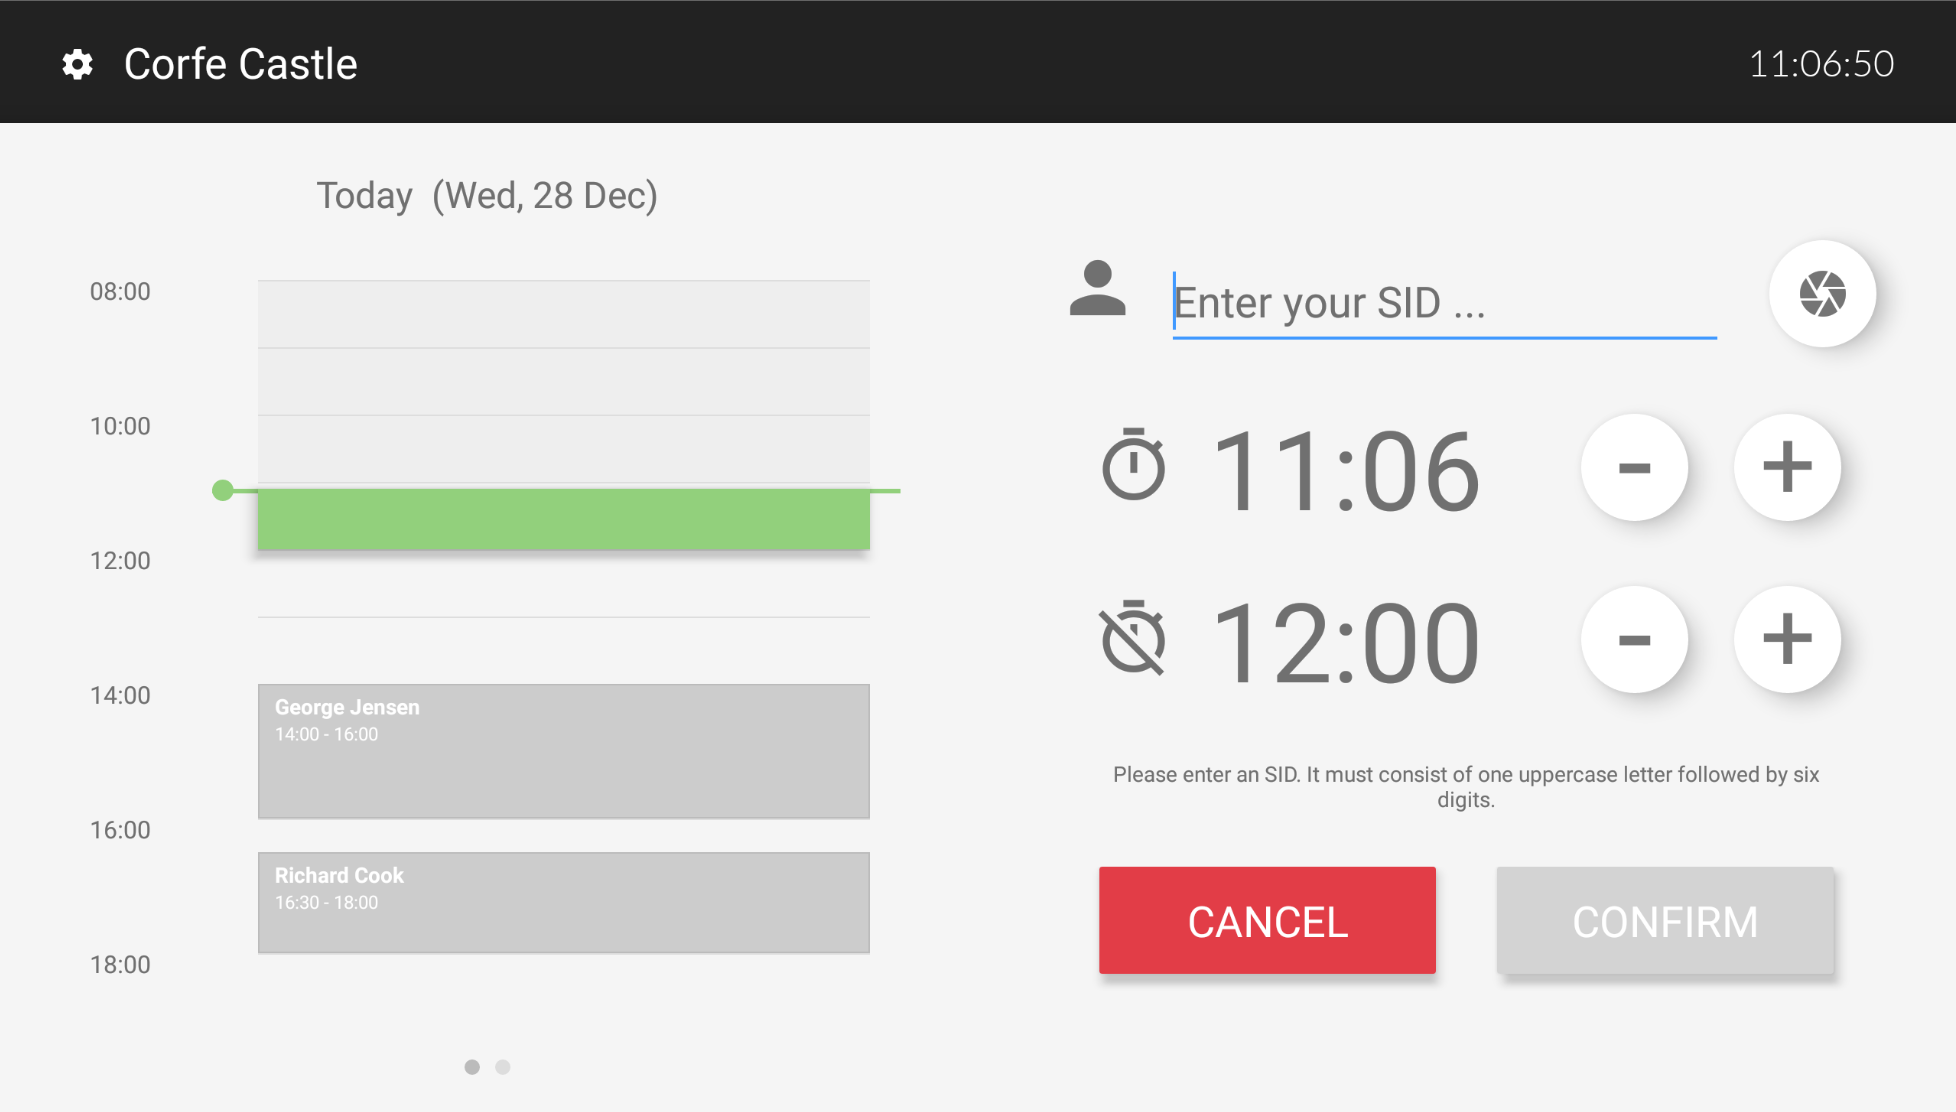 Corfe Castle
11:06:50
Today (Wed, 28 Dec)
08:00
10:00
12:00
14:00
George Jensen
14:00 - 16:00
16:00
Richard Cook
16:30 - 18:00
18:00
Enter your SID ...
11:06
-
+
12:00
-
+
Please enter an SID. It must consist of one uppercase letter followed by six
digits.
CANCEL
CONFIRM